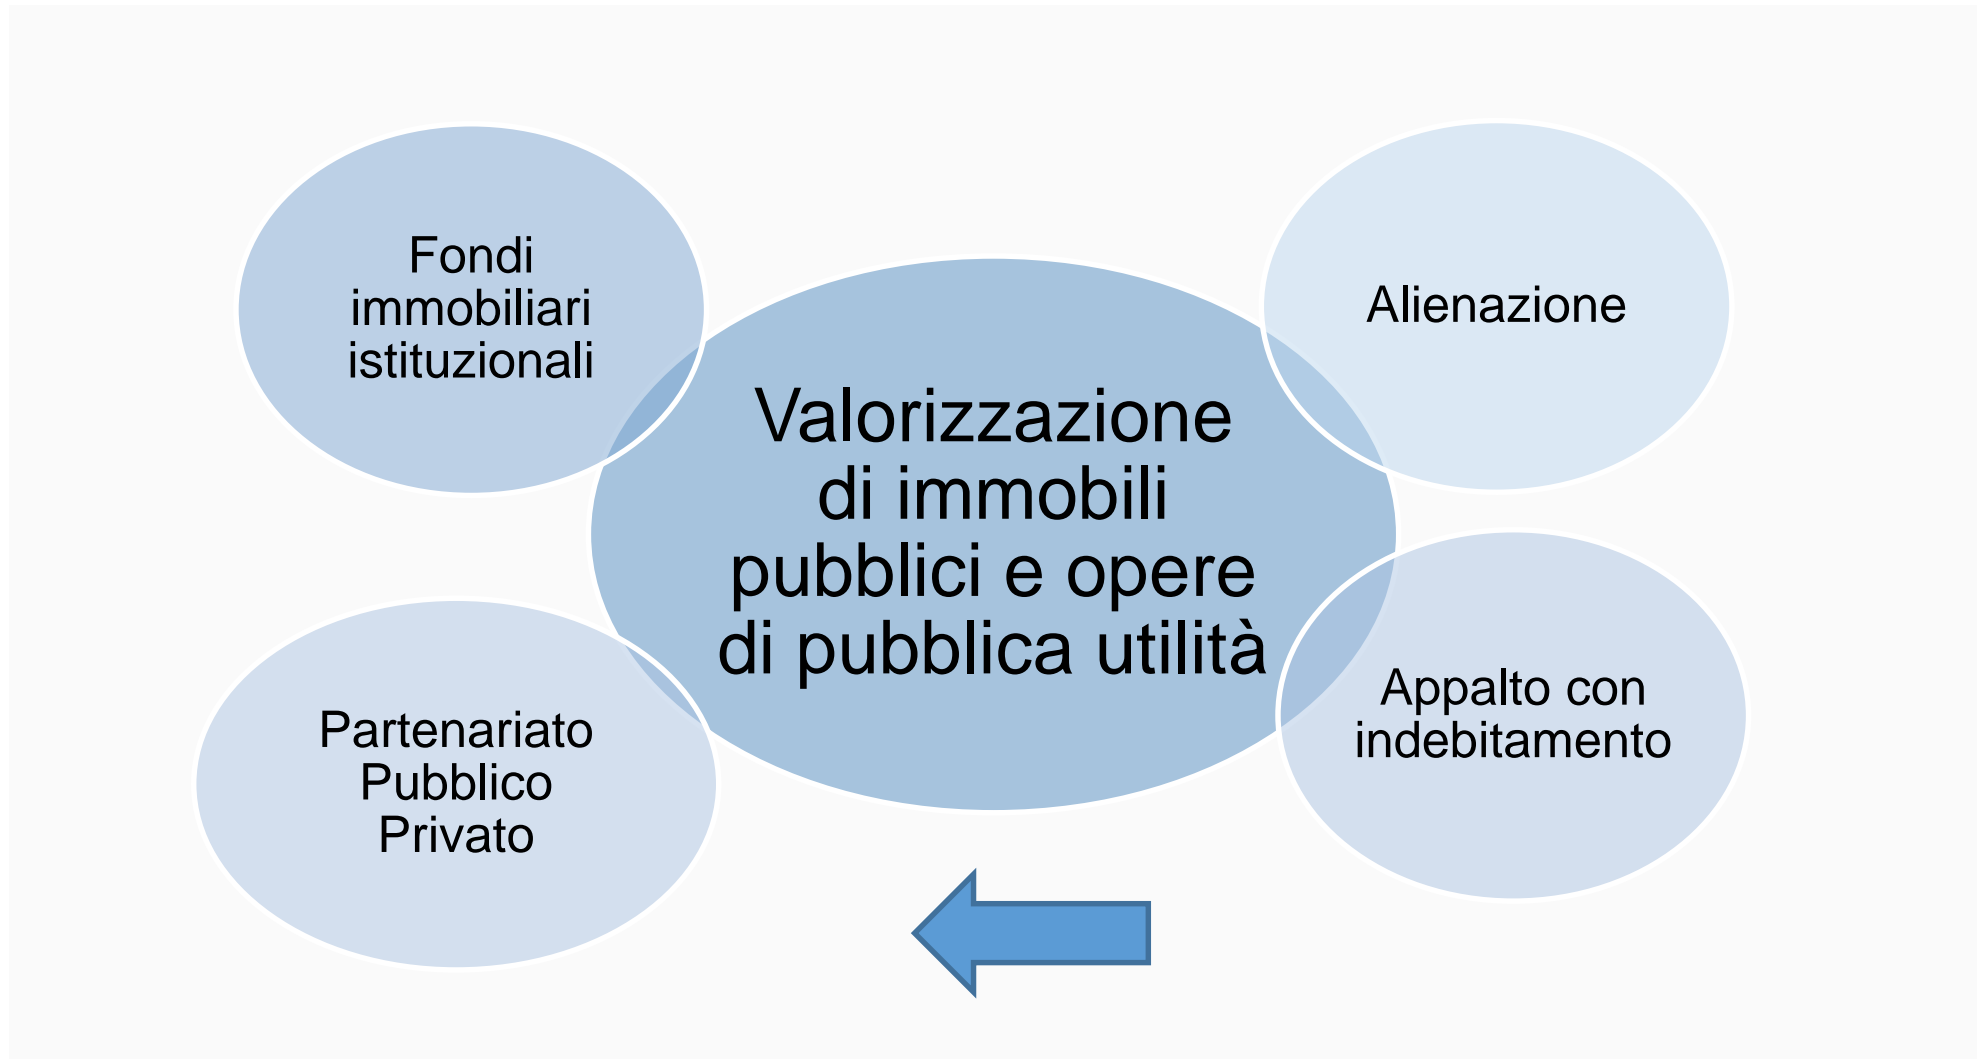 Fondi
immobiliari
istituzionali
Alienazione
Valorizzazione
di immobili
pubblici e opere
di pubblica utilità
Partenariato
Pubblico
Privato
Appalto con
indebitamento